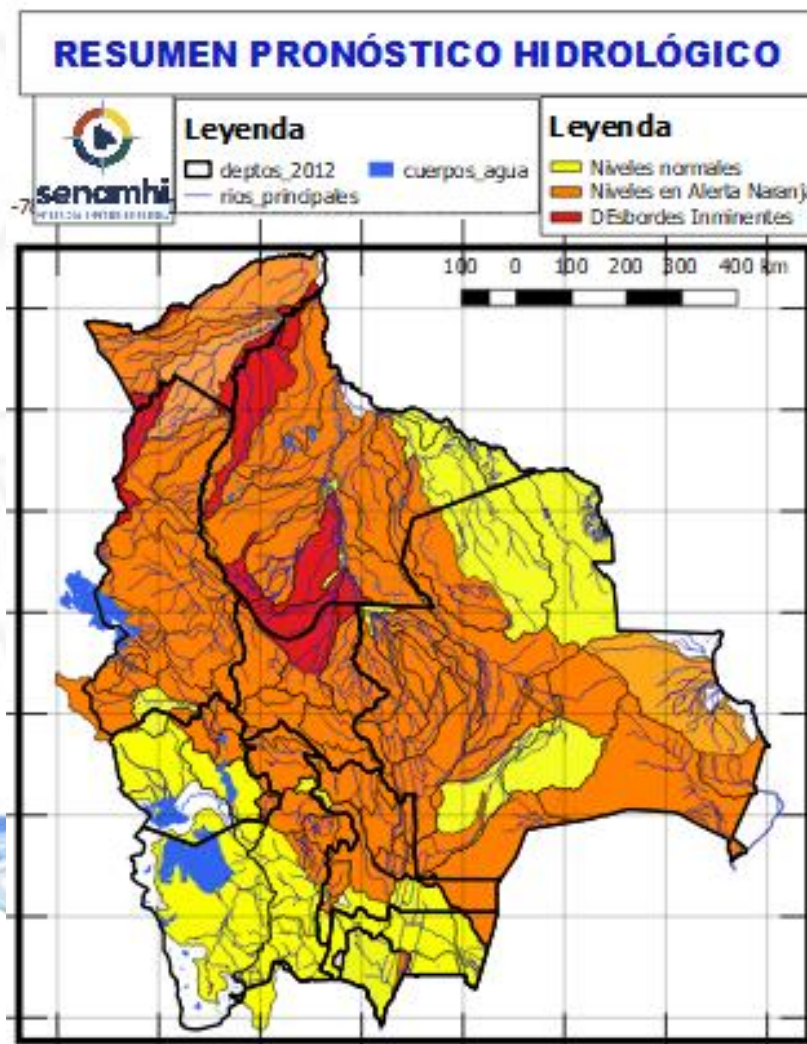 RESUMEN PRONÓSTICO HIDROLÓGICO
senamhi
Leyenda
deptos_2012
cuerpos_agua
rios_principales
Leyenda
Niveles normales
Niveles en Alerta Naranja
DEsbordes Inminentes
100 0 100 200 300 400 km